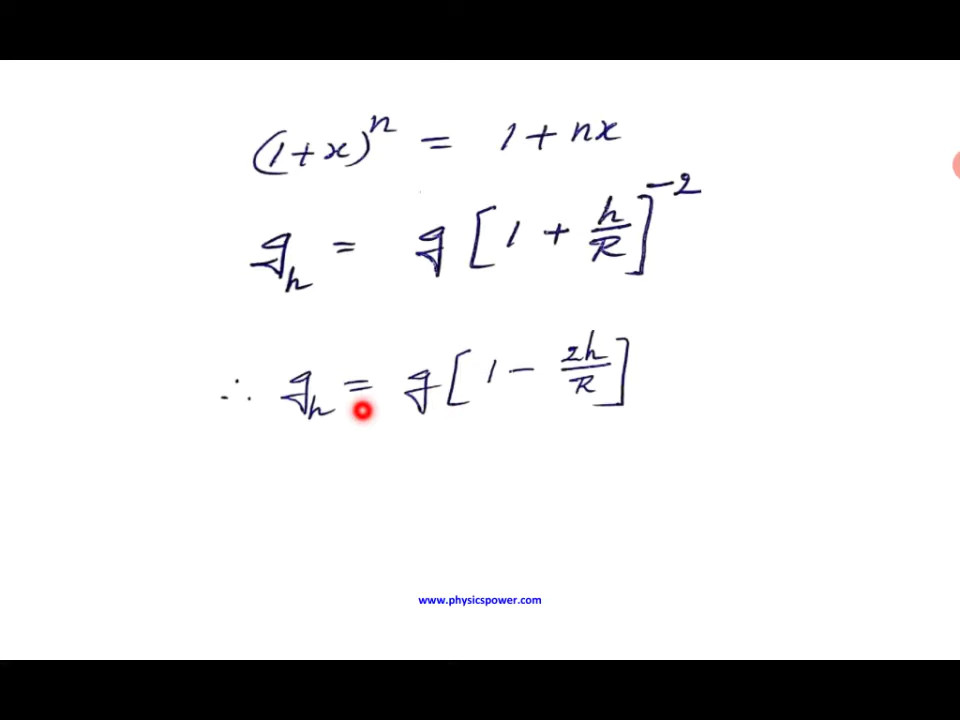 (1+x)^n = 1 + nx
g_h = g [1 + h/R]^-2
∴ g_h = g [1 - 2h/R]
www.physicspower.com